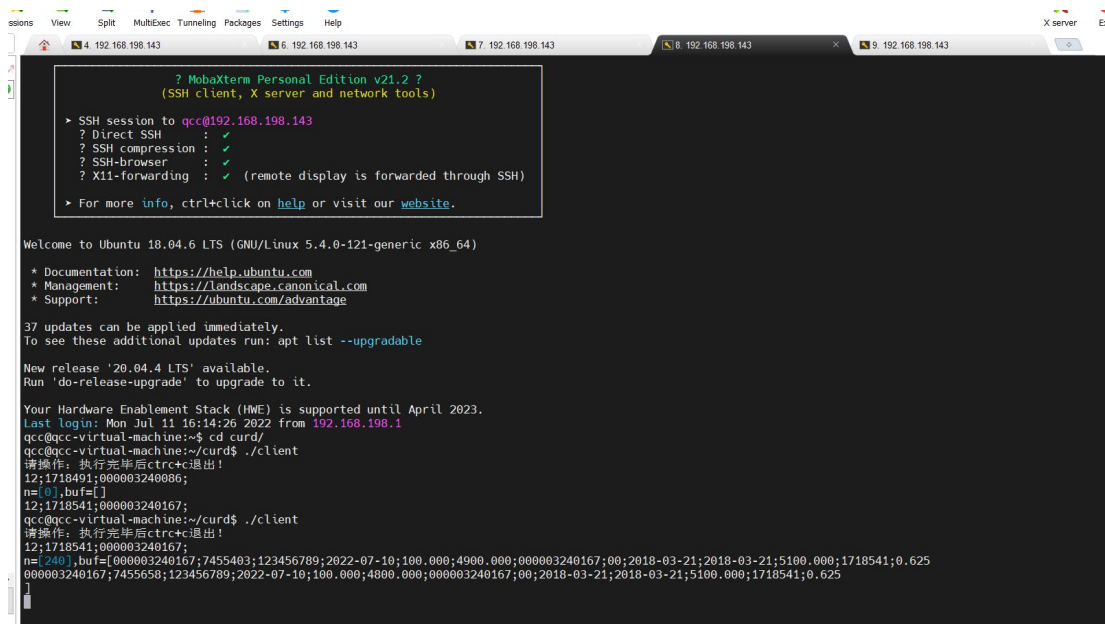 ssions View Split MultiExec Tunneling Packages Settings Help X server
4. 192.168.198.143 6. 192.168.198.143 7. 192.168.198.143 8. 192.168.198.143 × 9. 192.168.198.143
? MobaXterm Personal Edition v21.2 ?
(SSH client, X server and network tools)
➤ SSH session to qcc@192.168.198.143
? Direct SSH : ✔
? SSH compression : ✔
? SSH-browser : ✔
? X11-forwarding : ✔ (remote display is forwarded through SSH)
➤ For more info, ctrl+click on help or visit our website.
Welcome to Ubuntu 18.04.6 LTS (GNU/Linux 5.4.0-121-generic x86_64)
* Documentation: https://help.ubuntu.com
* Management: https://landscape.canonical.com
* Support: https://ubuntu.com/advantage
37 updates can be applied immediately.
To see these additional updates run: apt list --upgradable
New release '20.04.4 LTS' available.
Run 'do-release-upgrade' to upgrade to it.
Your Hardware Enablement Stack (HWE) is supported until April 2023.
Last login: Mon Jul 11 16:14:26 2022 from 192.168.198.1
qcc@qcc-virtual-machine:~$ cd curd/
qcc@qcc-virtual-machine:~/curd$ ./client
请操作：执行完毕后ctrc+c退出！
12;1718491;000003240086;
n=[0],buf=[]
12;1718541;000003240167;
qcc@qcc-virtual-machine:~/curd$ ./client
请操作：执行完毕后ctrc+c退出！
12;1718541;000003240167;
n=[240],buf=[000003240167;7455403;123456789;2022-07-10;100.000;4900.000;000003240167;00;2018-03-21;2018-03-21;5100.000;1718541;0.625
000003240167;7455658;123456789;2022-07-10;100.000;4800.000;000003240167;00;2018-03-21;2018-03-21;5100.000;1718541;0.625
]